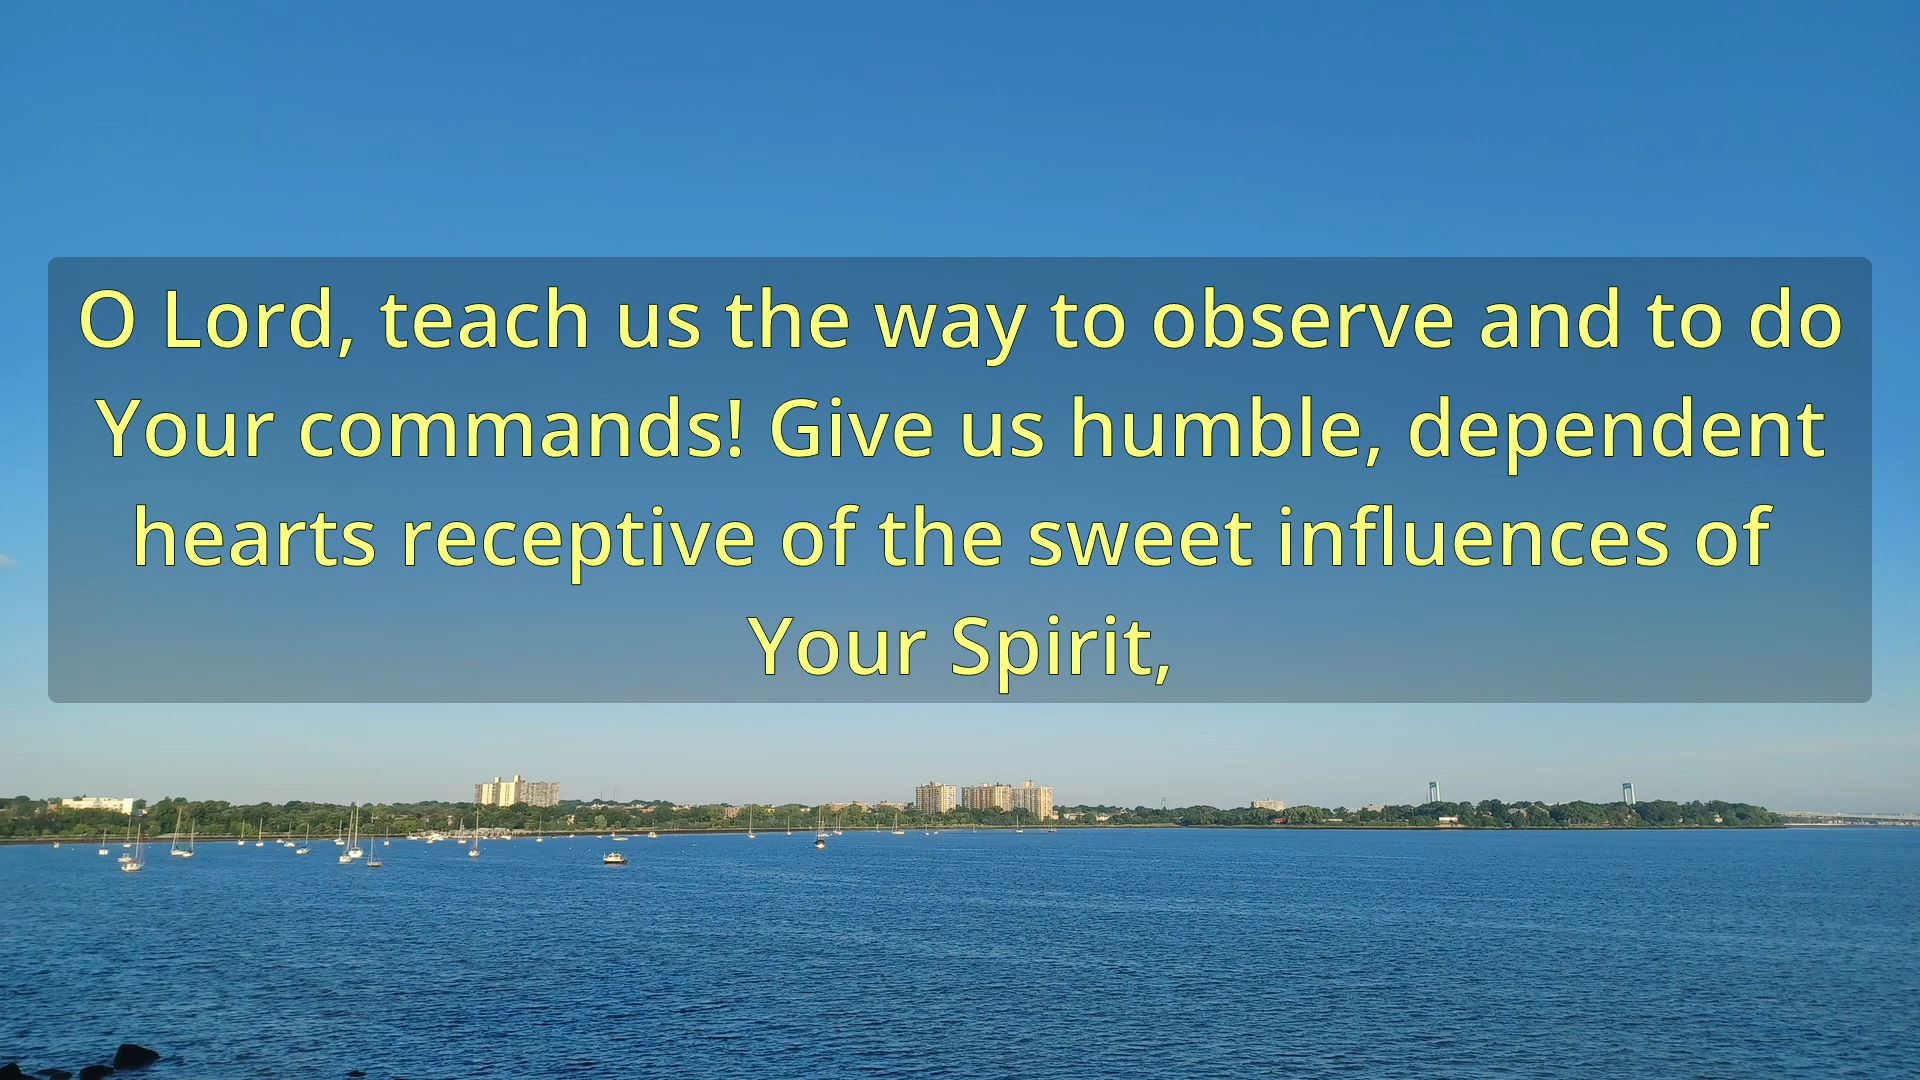 O Lord, teach us the way to observe and to do
Your commands! Give us humble, dependent
hearts receptive of the sweet influences of
Your Spirit,